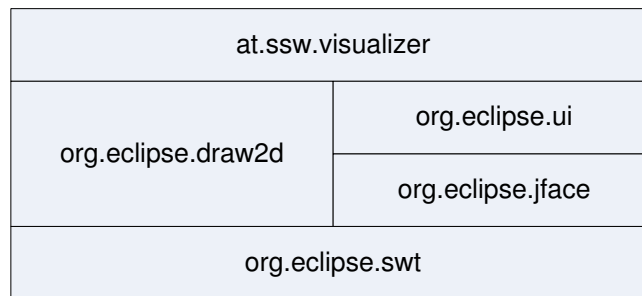 at.ssw.visualizer
org.eclipse.draw2d
org.eclipse.ui
org.eclipse.jface
org.eclipse.swt